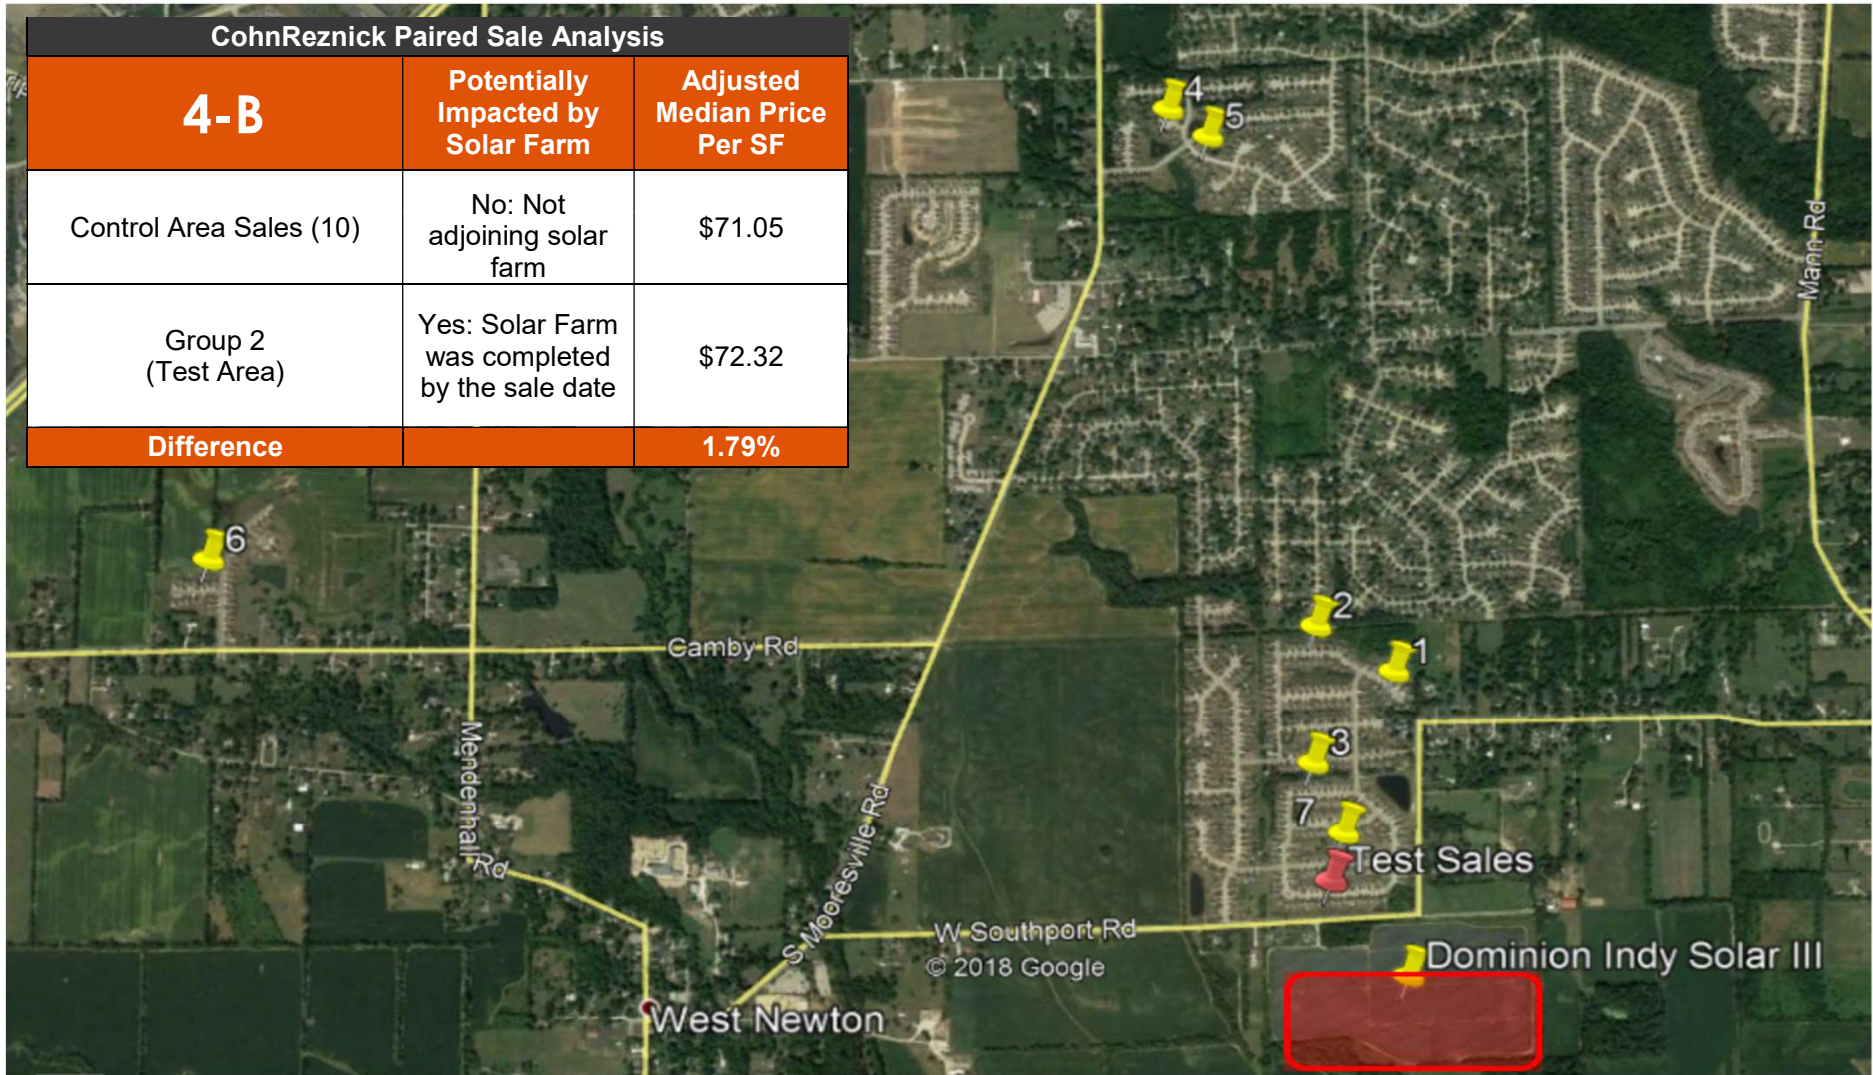 CohnReznick Paired Sale Analysis
4-B
Potentially
Impacted by
Solar Farm
Adjusted
Median Price
Per SF
Control Area Sales (10)
No: Not
adjoining solar
farm
$71.05
Group 2
(Test Area)
Yes: Solar Farm
was completed
by the sale date
$72.32
Difference
1.79%
4
5
Mann Rd
6
2
Camby Rd
1
Mendenhall Rd
3
S Mooresville Rd
7
Test Sales
W Southport Rd
© 2018 Google
Dominion Indy Solar III
West Newton